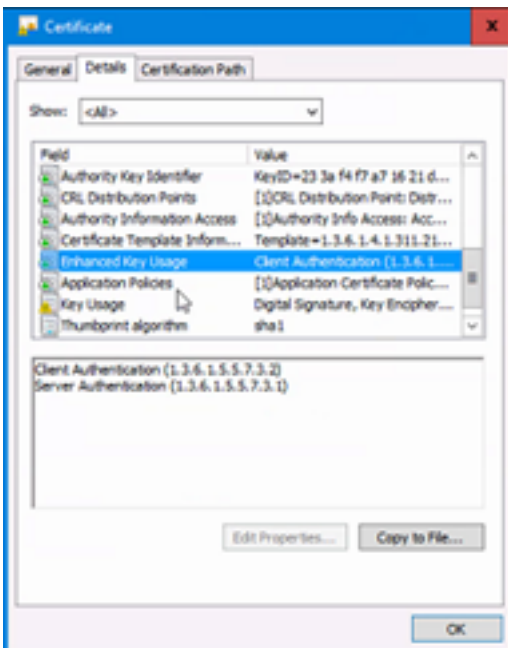 Certificate
General Details Certification Path
Show: <All>
Field Value
Authority Key Identifier KeyID=23 3a f4 f7 a7 16 21 d...
CRL Distribution Points [1]CRL Distribution Point: Distr...
Authority Information Access [1]Authority Info Access: Acc...
Certificate Template Inform... Template=1.3.6.1.4.1.311.21...
Enhanced Key Usage Client Authentication (1.3.6.1....
Application Policies [1]Application Certificate Polic...
Key Usage Digital Signature, Key Encipher....
Thumbprint algorithm sha1
Client Authentication (1.3.6.1.5.5.7.3.2)
Server Authentication (1.3.6.1.5.5.7.3.1)
Edit Properties... Copy to File...
OK